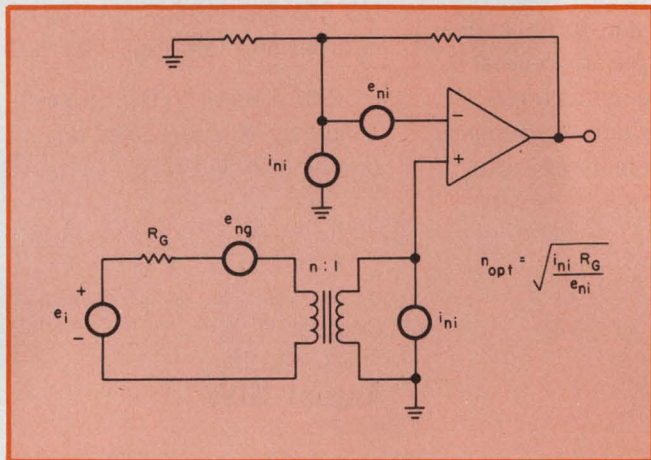 e_ni
−
i_ni
+
R_G
e_ng
n : 1
n_opt = √(i_ni R_G / e_ni)
+
e_i
−
i_ni